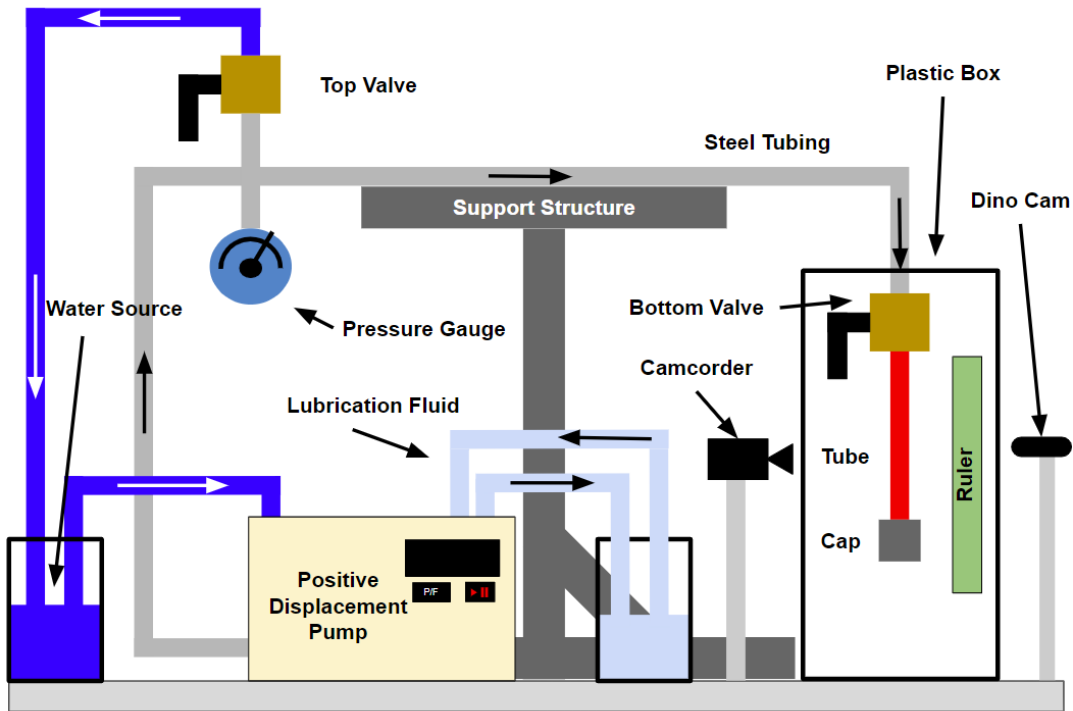 Plastic Box
Top Valve
Steel Tubing
Dino Cam
Support Structure
Water Source
Bottom Valve
Pressure Gauge
Camcorder
Lubrication Fluid
Tube
Ruler
Cap
Positive
Displacement
Pump
P/F